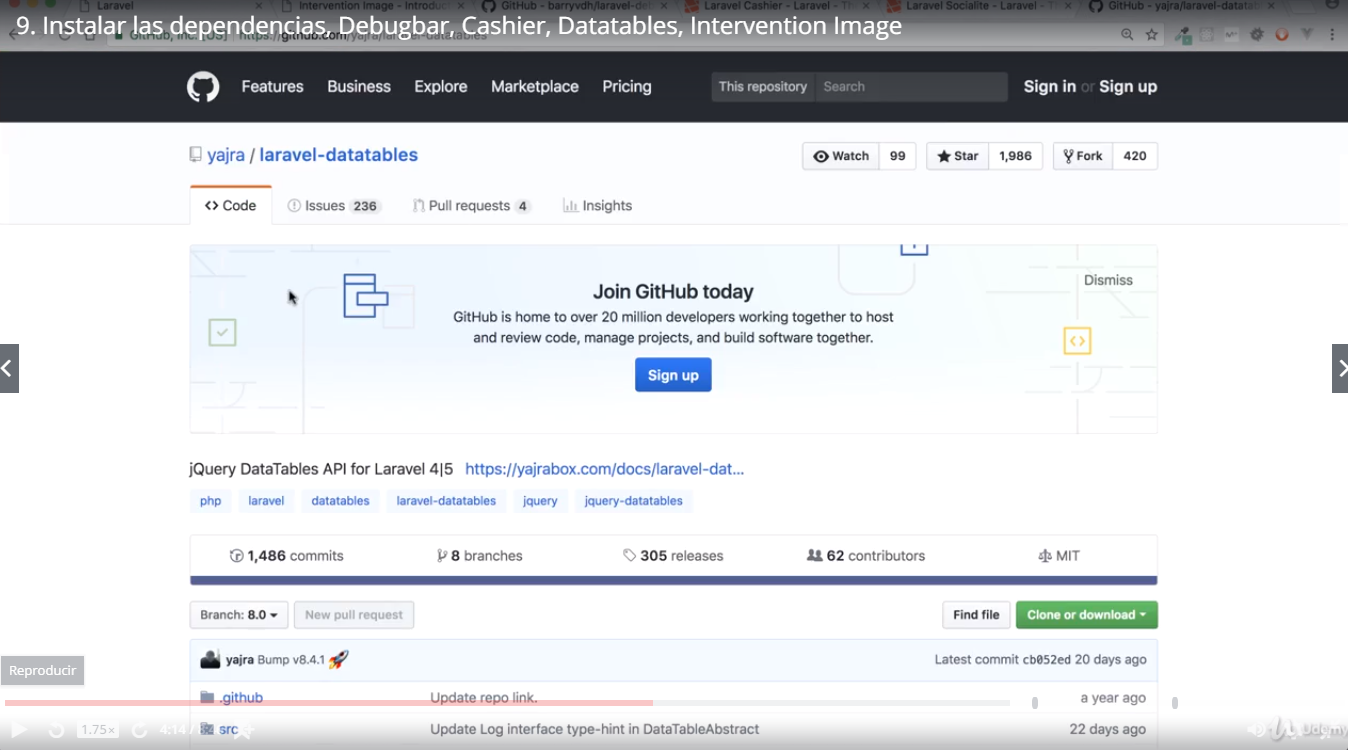 Laravel
Intervention Image - Introduc
GitHub - barryvdh/laravel-deb
Laravel Cashier - Laravel - Th
Laravel Socialite - Laravel - T
GitHub - yajra/laravel-datatab
9. Instalar las dependencias, Debugbar, Cashier, Datatables, Intervention Image
GitHub, Inc. [US] https://github.com/yajra/laravel-datatables
Features Business Explore Marketplace Pricing This repository Search Sign in or Sign up
yajra / laravel-datatables Watch 99 Star 1,986 Fork 420
Code Issues 236 Pull requests 4 Insights
Dismiss
Join GitHub today
GitHub is home to over 20 million developers working together to host
and review code, manage projects, and build software together.
Sign up
jQuery DataTables API for Laravel 4|5 https://yajrabox.com/docs/laravel-dat...
php laravel datatables laravel-datatables jquery jquery-datatables
1,486 commits 8 branches 305 releases 62 contributors MIT
Branch: 8.0 New pull request Find file Clone or download
yajra Bump v8.4.1 Latest commit cb052ed 20 days ago
Reproducir
.github Update repo link. a year ago
src Update Log interface type-hint in DataTableAbstract 22 days ago
1.75× 4:14 /
Udemy